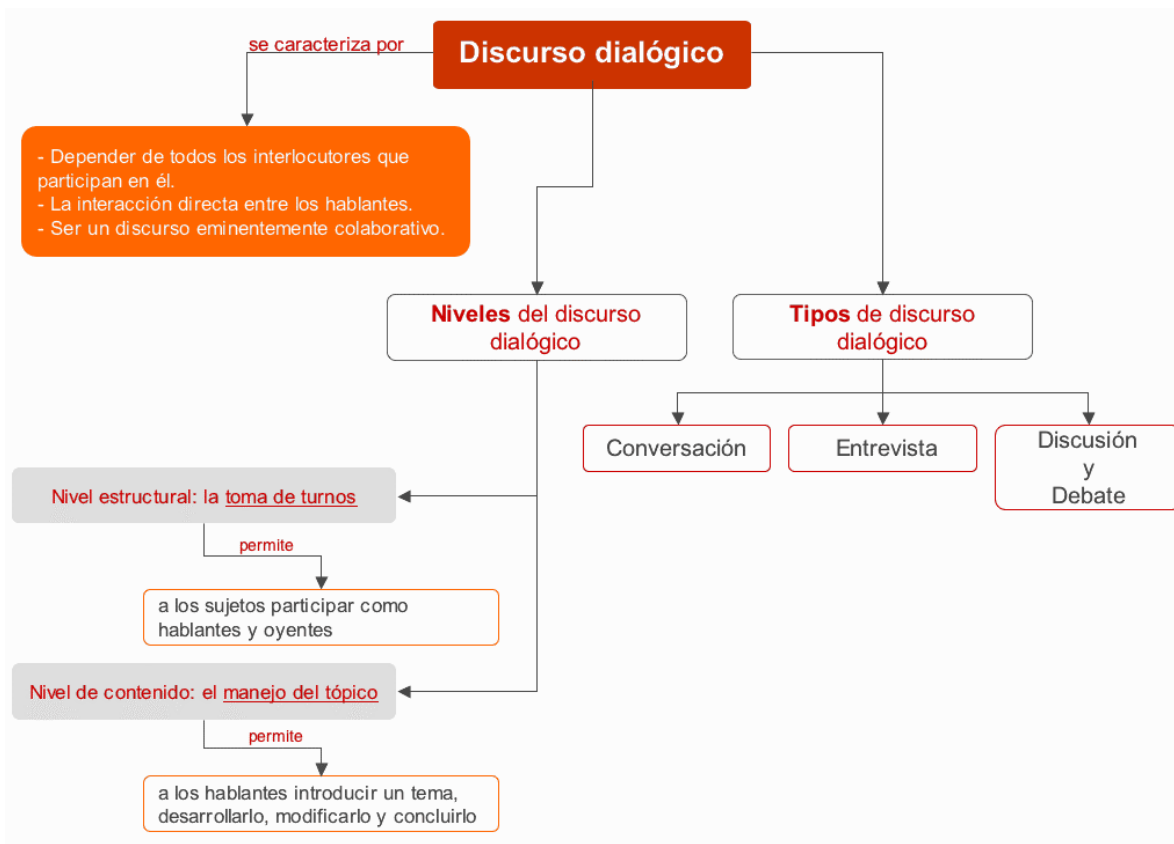 Discurso dialógico
se caracteriza por
- Depender de todos los interlocutores que
participan en él.
- La interacción directa entre los hablantes.
- Ser un discurso eminentemente colaborativo.
Niveles del discurso
dialógico
Tipos de discurso
dialógico
Conversación
Entrevista
Discusión
y
Debate
Nivel estructural: la toma de turnos
permite
a los sujetos participar como
hablantes y oyentes
Nivel de contenido: el manejo del tópico
permite
a los hablantes introducir un tema,
desarrollarlo, modificarlo y concluirlo